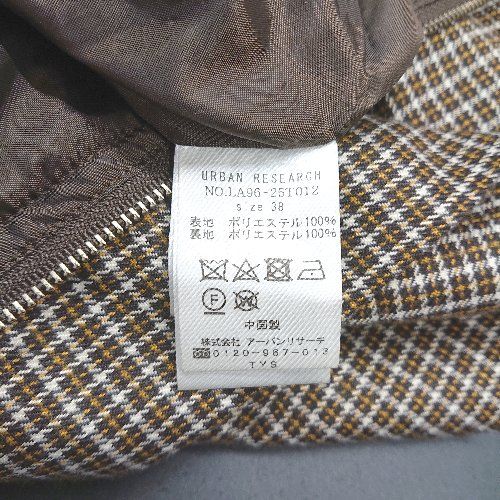 URBAN RESEARCH
NO.LA96-25T012
size 38
表地 ポリエステル100%
裏地 ポリエステル100%
F W
中国製
株式会社 アーバンリサーチ
0120-987-013
TYS